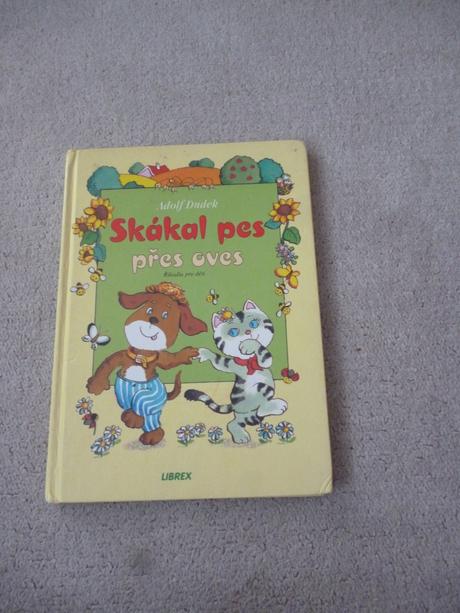 Adolf Dudek
Skákal pes
přes oves
Říkadla pro děti
LIBREX